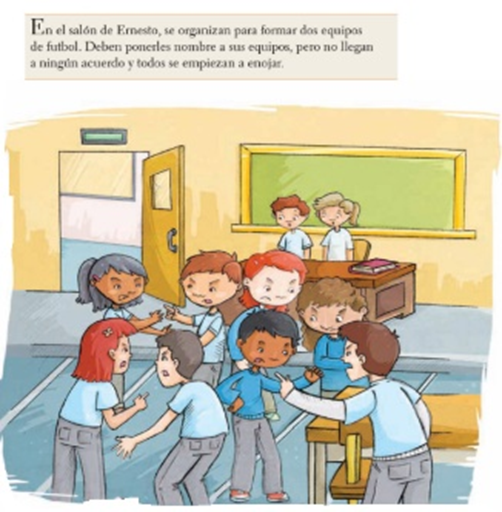 En el salón de Ernesto, se organizan para formar dos equipos
de futbol. Deben ponerles nombre a sus equipos, pero no llegan
a ningún acuerdo y todos se empiezan a enojar.